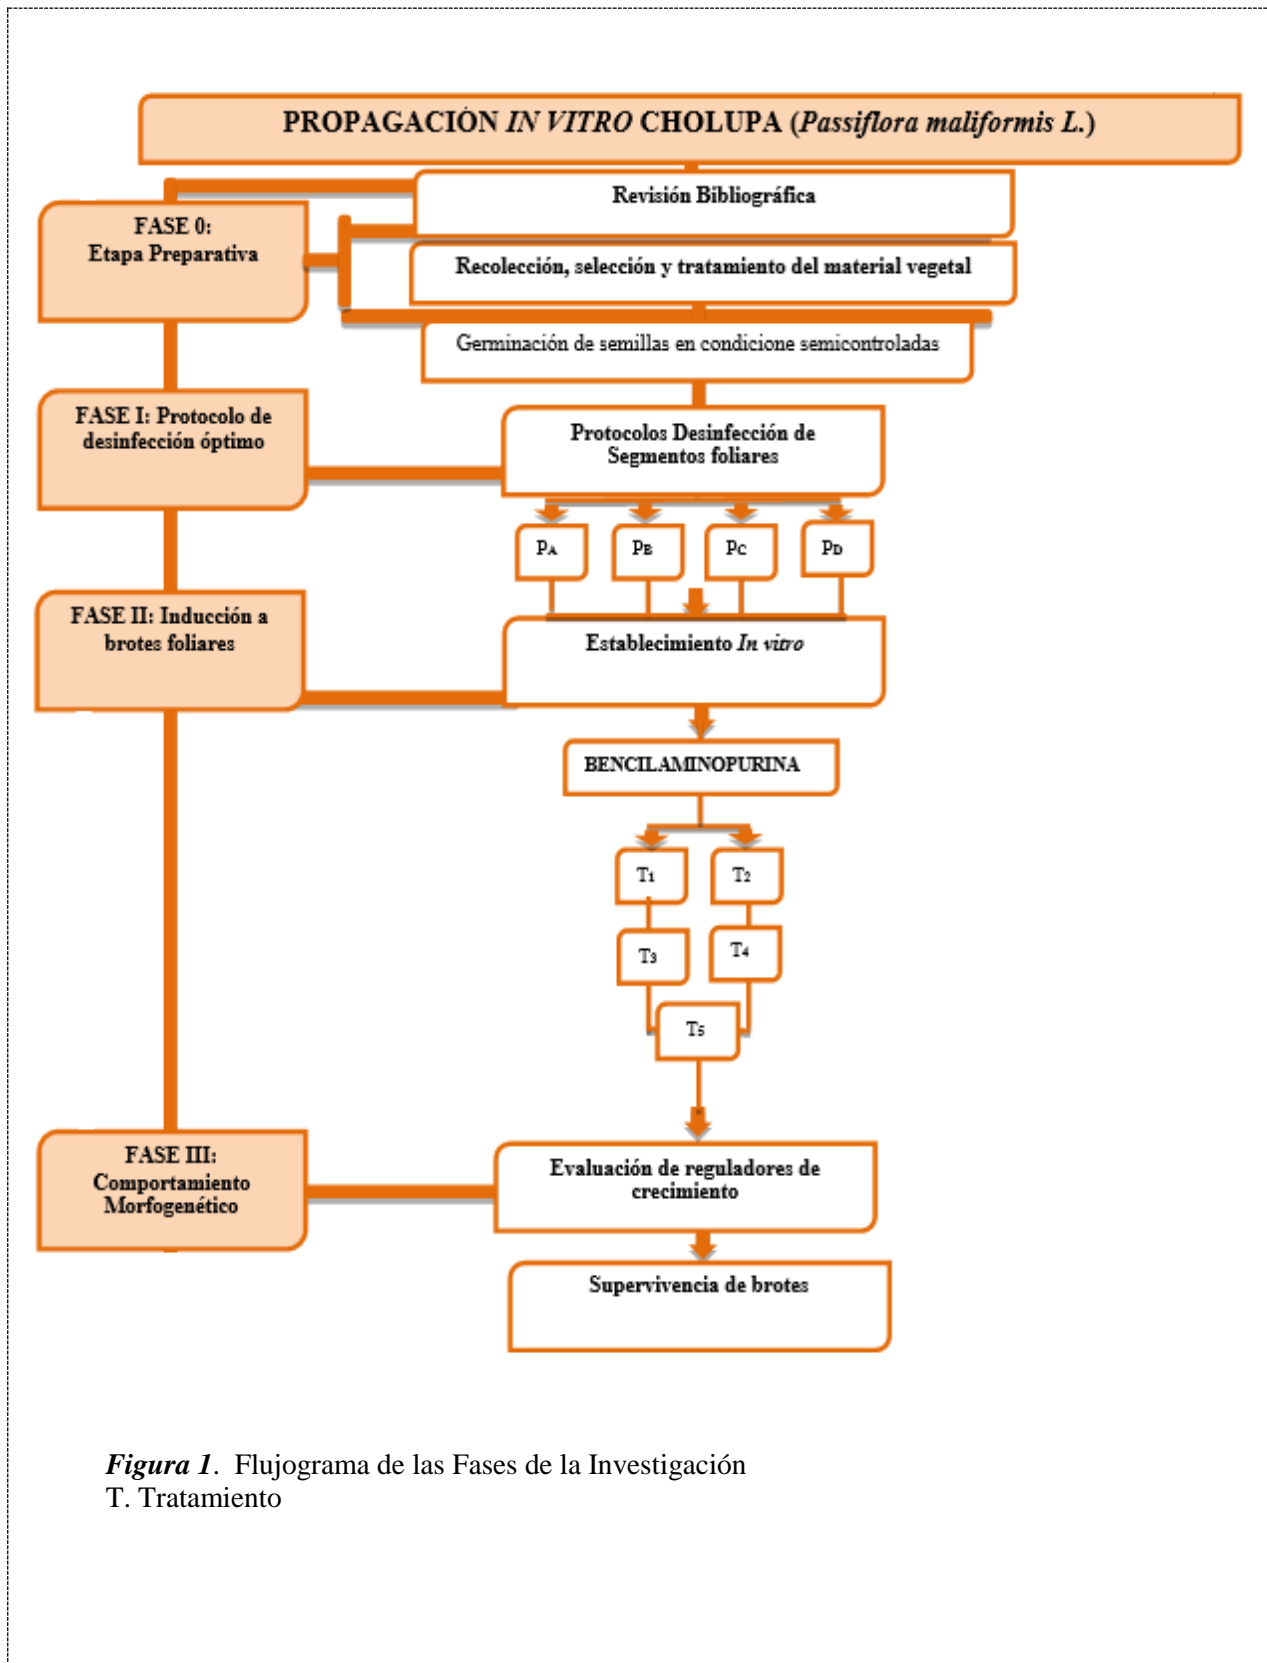 PROPAGACIÓN IN VITRO CHOLUPA (Passiflora maliformis L.)
Revisión Bibliográfica
FASE 0:
Etapa Preparativa
Recolección, selección y tratamiento del material vegetal
Germinación de semillas en condicione semicontroladas
FASE I: Protocolo de
desinfección óptimo
Protocolos Desinfección de
Segmentos foliares
PA
PB
PC
PD
FASE II: Inducción a
brotes foliares
Establecimiento In vitro
BENCILAMINOPURINA
T1
T2
T3
T4
T5
FASE III:
Comportamiento
Morfogenético
Evaluación de reguladores de
crecimiento
Supervivencia de brotes
Figura 1. Flujograma de las Fases de la Investigación
T. Tratamiento